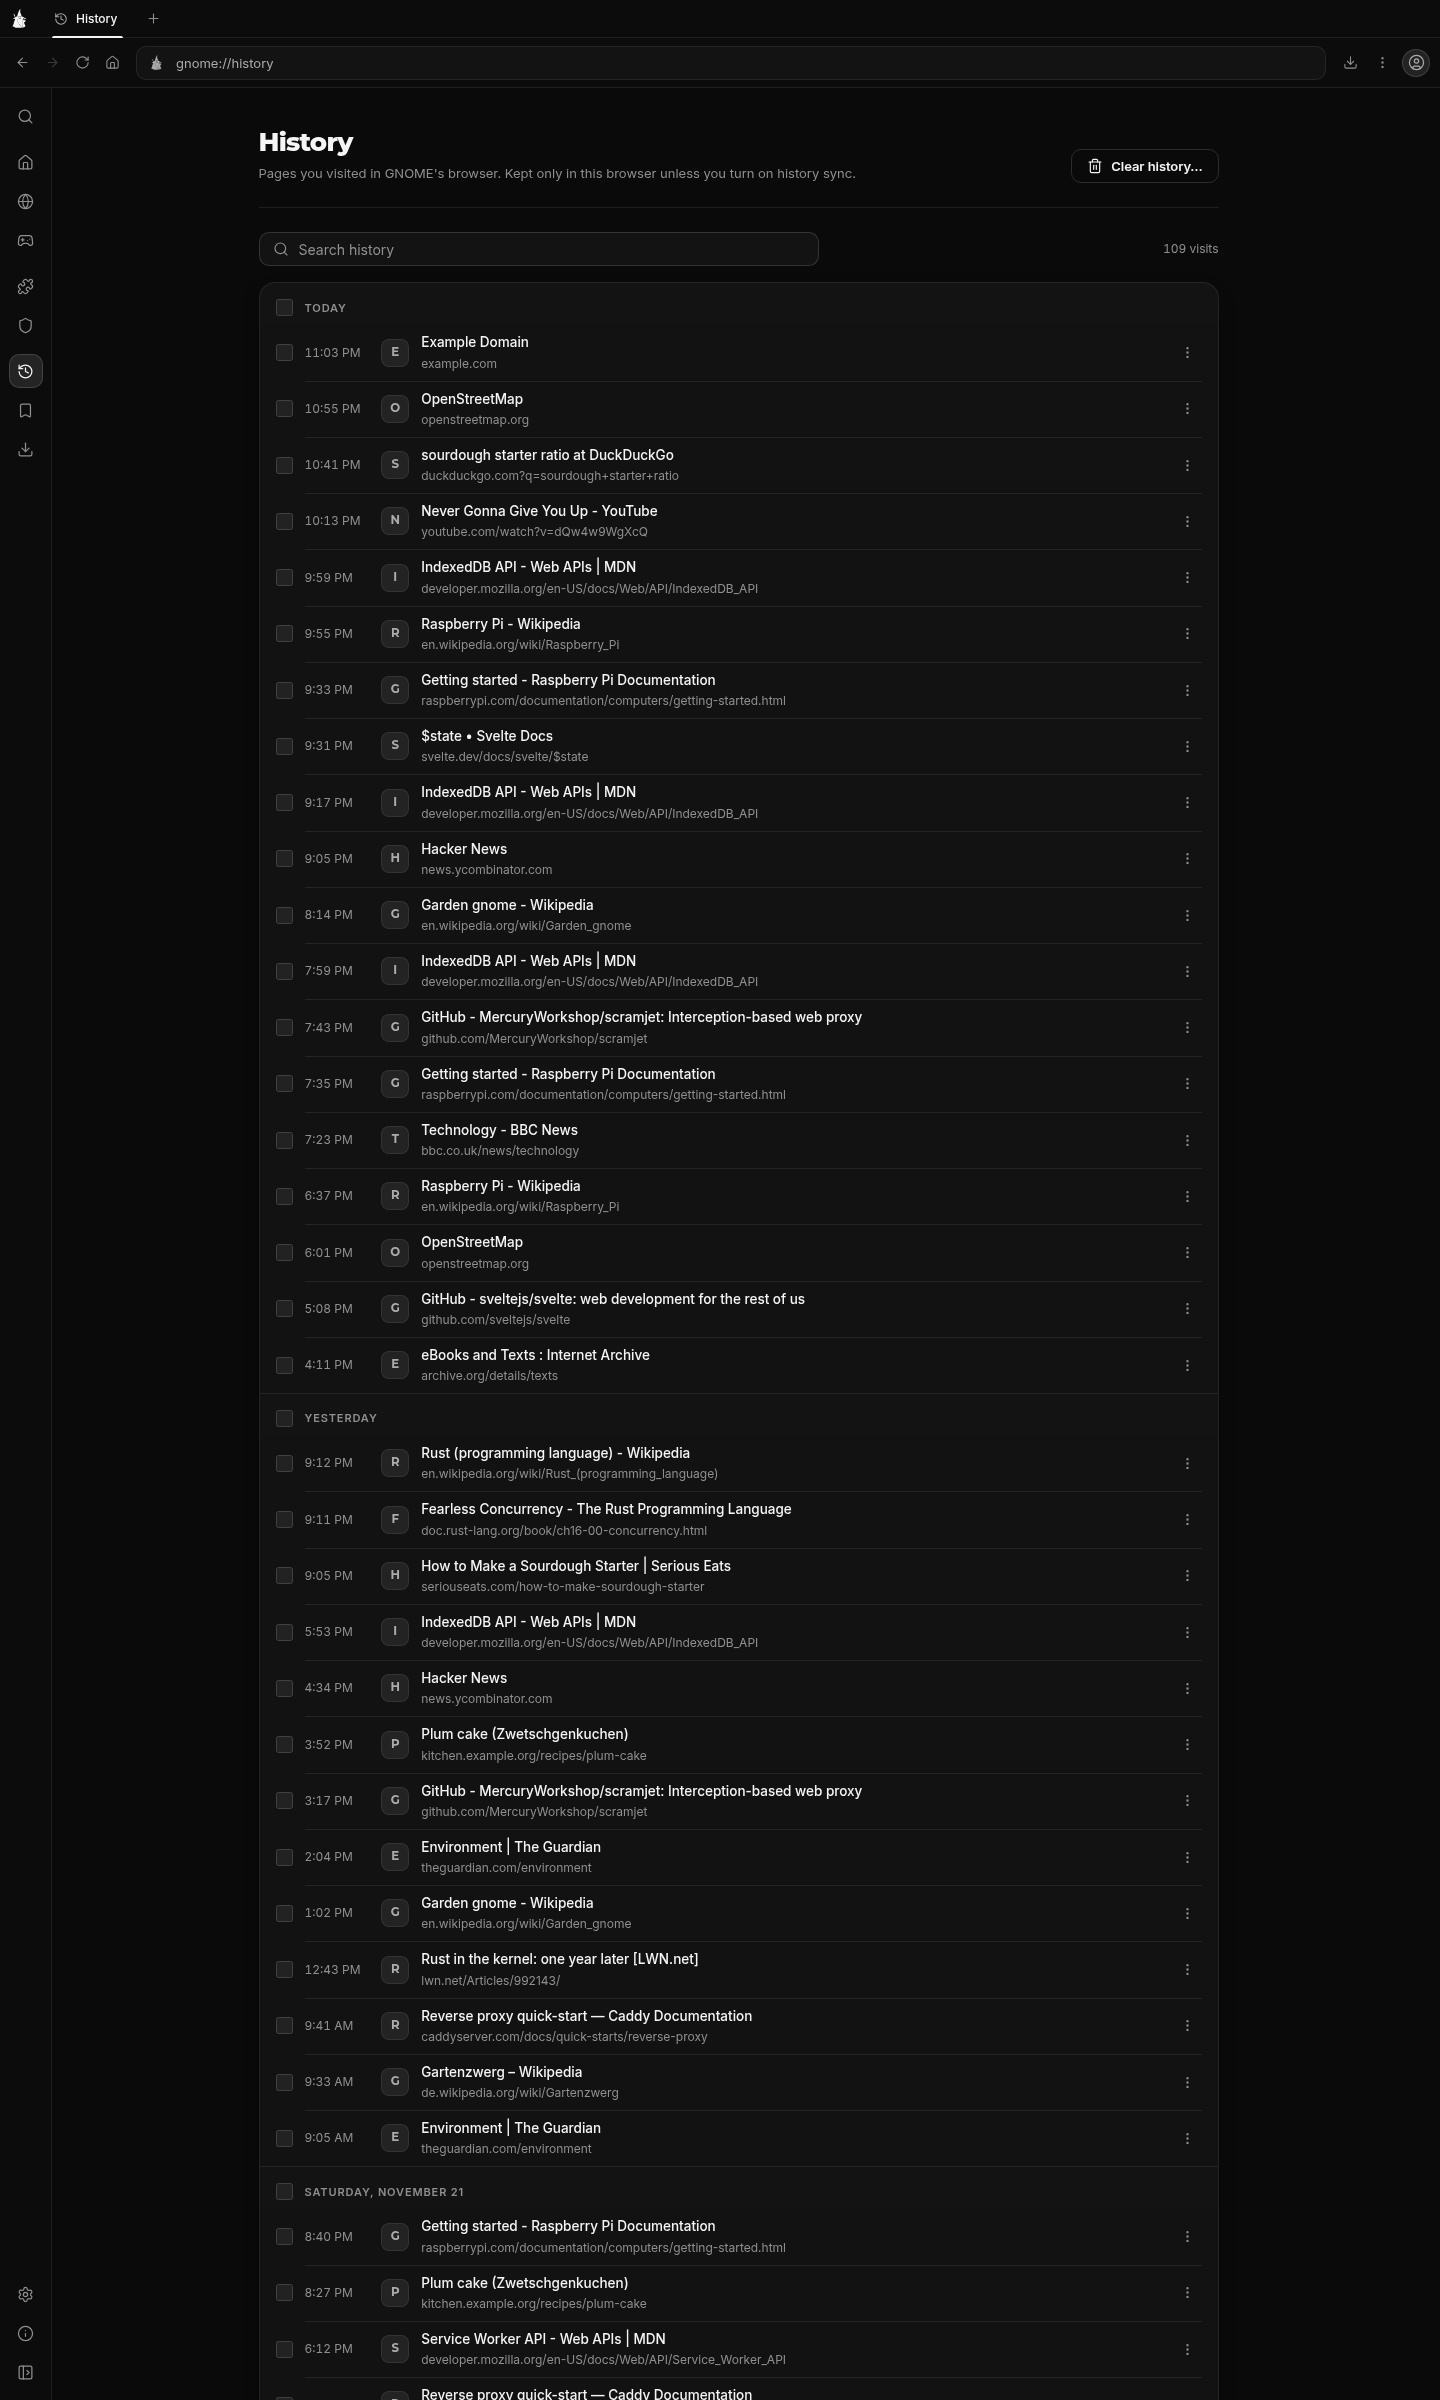 History
gnome://history
History
Pages you visited in GNOME's browser. Kept only in this browser unless you turn on history sync.
Clear history...
Search history
109 visits
TODAY
11:03 PM E Example Domain
example.com
10:55 PM O OpenStreetMap
openstreetmap.org
10:41 PM S sourdough starter ratio at DuckDuckGo
duckduckgo.com?q=sourdough+starter+ratio
10:13 PM N Never Gonna Give You Up - YouTube
youtube.com/watch?v=dQw4w9WgXcQ
9:59 PM I IndexedDB API - Web APIs | MDN
developer.mozilla.org/en-US/docs/Web/API/IndexedDB_API
9:55 PM R Raspberry Pi - Wikipedia
en.wikipedia.org/wiki/Raspberry_Pi
9:33 PM G Getting started - Raspberry Pi Documentation
raspberrypi.com/documentation/computers/getting-started.html
9:31 PM S $state • Svelte Docs
svelte.dev/docs/svelte/$state
9:17 PM I IndexedDB API - Web APIs | MDN
developer.mozilla.org/en-US/docs/Web/API/IndexedDB_API
9:05 PM H Hacker News
news.ycombinator.com
8:14 PM G Garden gnome - Wikipedia
en.wikipedia.org/wiki/Garden_gnome
7:59 PM I IndexedDB API - Web APIs | MDN
developer.mozilla.org/en-US/docs/Web/API/IndexedDB_API
7:43 PM G GitHub - MercuryWorkshop/scramjet: Interception-based web proxy
github.com/MercuryWorkshop/scramjet
7:35 PM G Getting started - Raspberry Pi Documentation
raspberrypi.com/documentation/computers/getting-started.html
7:23 PM T Technology - BBC News
bbc.co.uk/news/technology
6:37 PM R Raspberry Pi - Wikipedia
en.wikipedia.org/wiki/Raspberry_Pi
6:01 PM O OpenStreetMap
openstreetmap.org
5:08 PM G GitHub - sveltejs/svelte: web development for the rest of us
github.com/sveltejs/svelte
4:11 PM E eBooks and Texts : Internet Archive
archive.org/details/texts
YESTERDAY
9:12 PM R Rust (programming language) - Wikipedia
en.wikipedia.org/wiki/Rust_(programming_language)
9:11 PM F Fearless Concurrency - The Rust Programming Language
doc.rust-lang.org/book/ch16-00-concurrency.html
9:05 PM H How to Make a Sourdough Starter | Serious Eats
seriouseats.com/how-to-make-sourdough-starter
5:53 PM I IndexedDB API - Web APIs | MDN
developer.mozilla.org/en-US/docs/Web/API/IndexedDB_API
4:34 PM H Hacker News
news.ycombinator.com
3:52 PM P Plum cake (Zwetschgenkuchen)
kitchen.example.org/recipes/plum-cake
3:17 PM G GitHub - MercuryWorkshop/scramjet: Interception-based web proxy
github.com/MercuryWorkshop/scramjet
2:04 PM E Environment | The Guardian
theguardian.com/environment
1:02 PM G Garden gnome - Wikipedia
en.wikipedia.org/wiki/Garden_gnome
12:43 PM R Rust in the kernel: one year later [LWN.net]
lwn.net/Articles/992143/
9:41 AM R Reverse proxy quick-start — Caddy Documentation
caddyserver.com/docs/quick-starts/reverse-proxy
9:33 AM G Gartenzwerg – Wikipedia
de.wikipedia.org/wiki/Gartenzwerg
9:05 AM E Environment | The Guardian
theguardian.com/environment
SATURDAY, NOVEMBER 21
8:40 PM G Getting started - Raspberry Pi Documentation
raspberrypi.com/documentation/computers/getting-started.html
8:27 PM P Plum cake (Zwetschgenkuchen)
kitchen.example.org/recipes/plum-cake
6:12 PM S Service Worker API - Web APIs | MDN
developer.mozilla.org/en-US/docs/Web/API/Service_Worker_API
Reverse proxy quick-start — Caddy Documentation